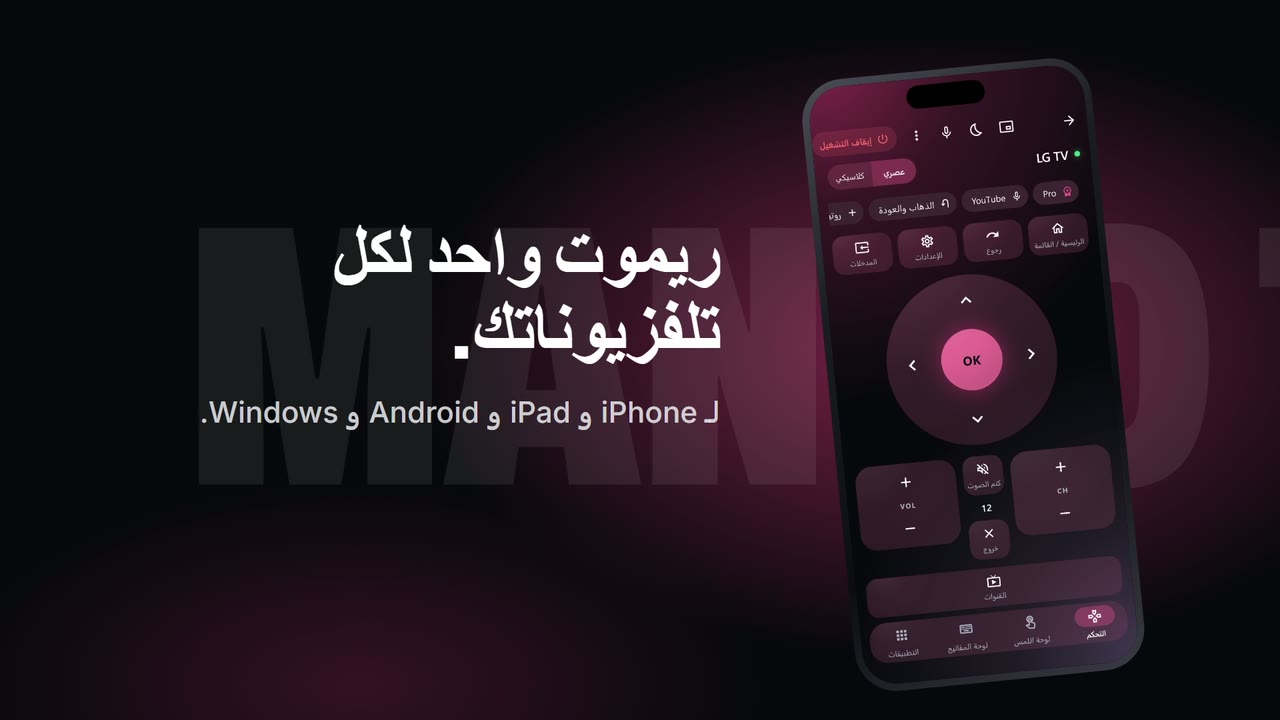 ريموت واحد لكل
تلفزيوناتك.
لـ iPhone و iPad و Android و Windows.
إيقاف التشغيل
LG TV
عصري
كلاسيكي
Pro
YouTube
الذهاب والعودة
الرئيسية / القائمة
رجوع
الإعدادات
المدخلات
OK
+
CH
−
كتم الصوت
12
خروج
+
VOL
−
القنوات
التحكم
لوحة اللمس
لوحة المفاتيح
التطبيقات